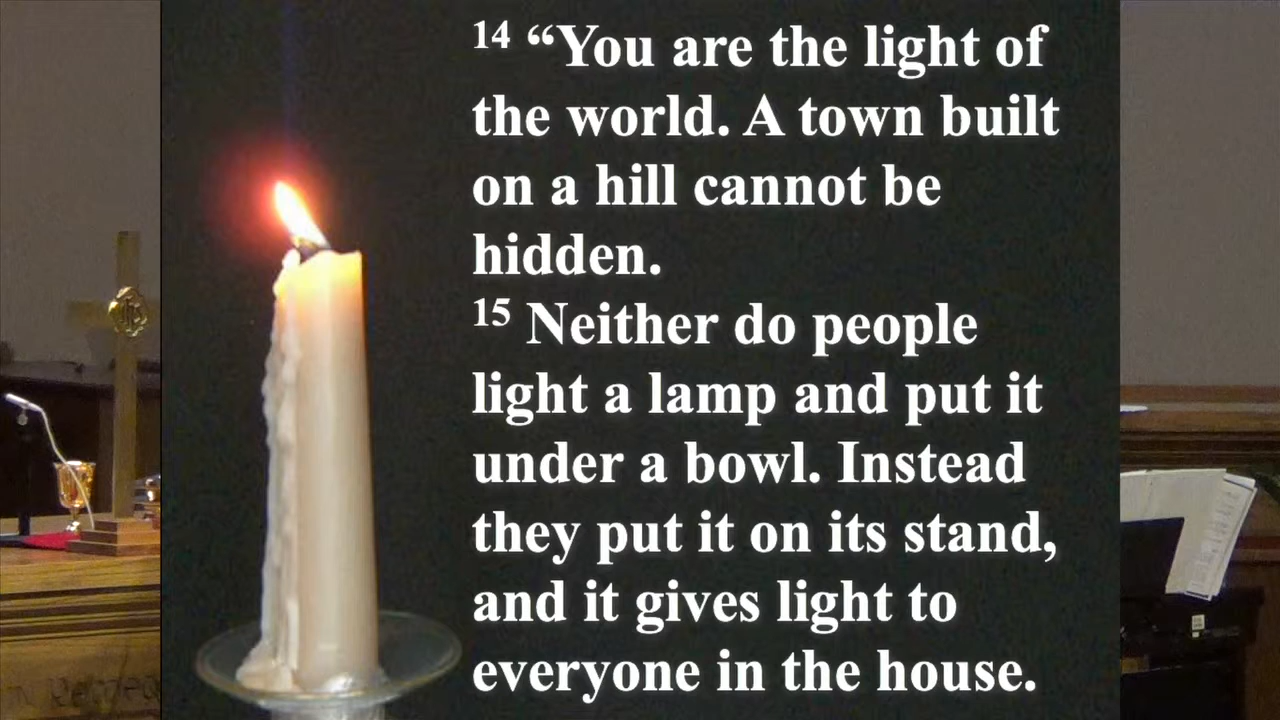 14 “You are the light of
the world. A town built
on a hill cannot be
hidden.
15 Neither do people
light a lamp and put it
under a bowl. Instead
they put it on its stand,
and it gives light to
everyone in the house.